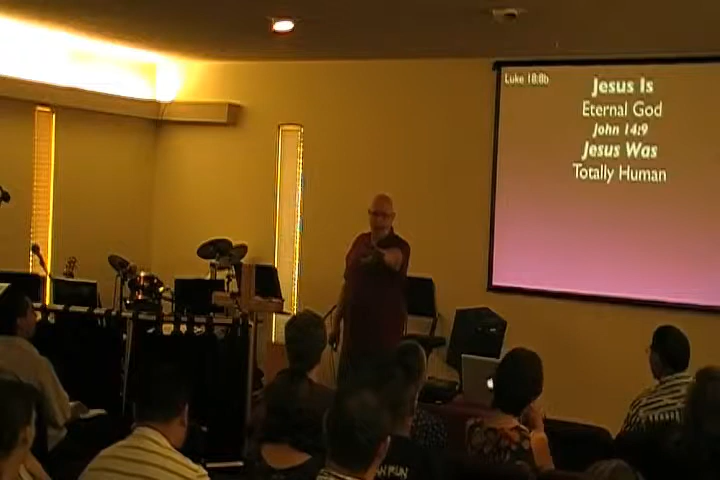 Luke 18:8b
Jesus Is
Eternal God
John 14:9
Jesus Was
Totally Human